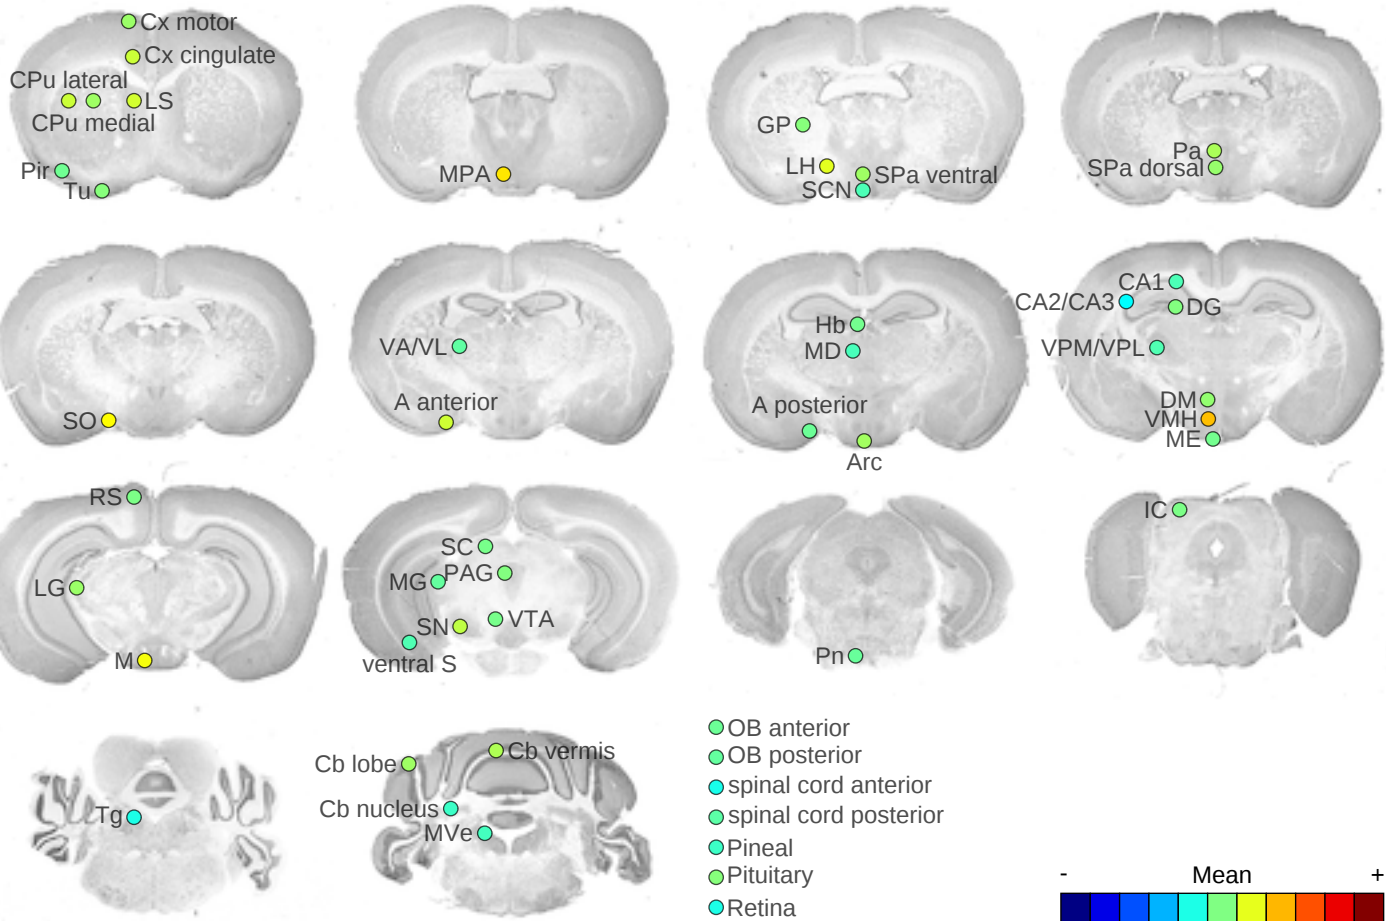 Cx motor
Cx cingulate
CPu lateral
LS
CPu medial
Pir
Tu
MPA
GP
LH
SPa ventral
SCN
Pa
SPa dorsal
SO
VA/VL
A anterior
Hb
MD
A posterior
Arc
CA1
CA2/CA3
DG
VPM/VPL
DM
VMH
ME
RS
LG
M
SC
MG
PAG
SN
VTA
ventral S
Pn
IC
Tg
Cb lobe
Cb vermis
Cb nucleus
MVe
OB anterior
OB posterior
spinal cord anterior
spinal cord posterior
Pineal
Pituitary
Retina
- Mean +